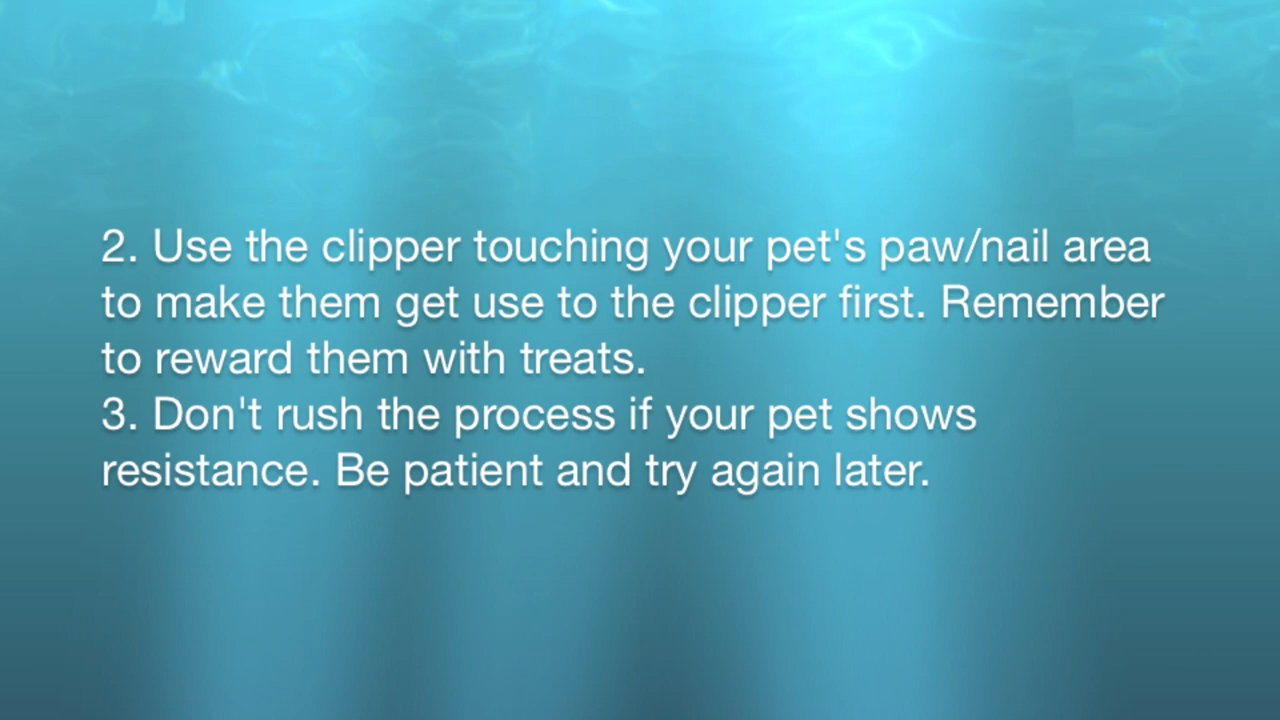 2. Use the clipper touching your pet's paw/nail area
to make them get use to the clipper first. Remember
to reward them with treats.
3. Don't rush the process if your pet shows
resistance. Be patient and try again later.